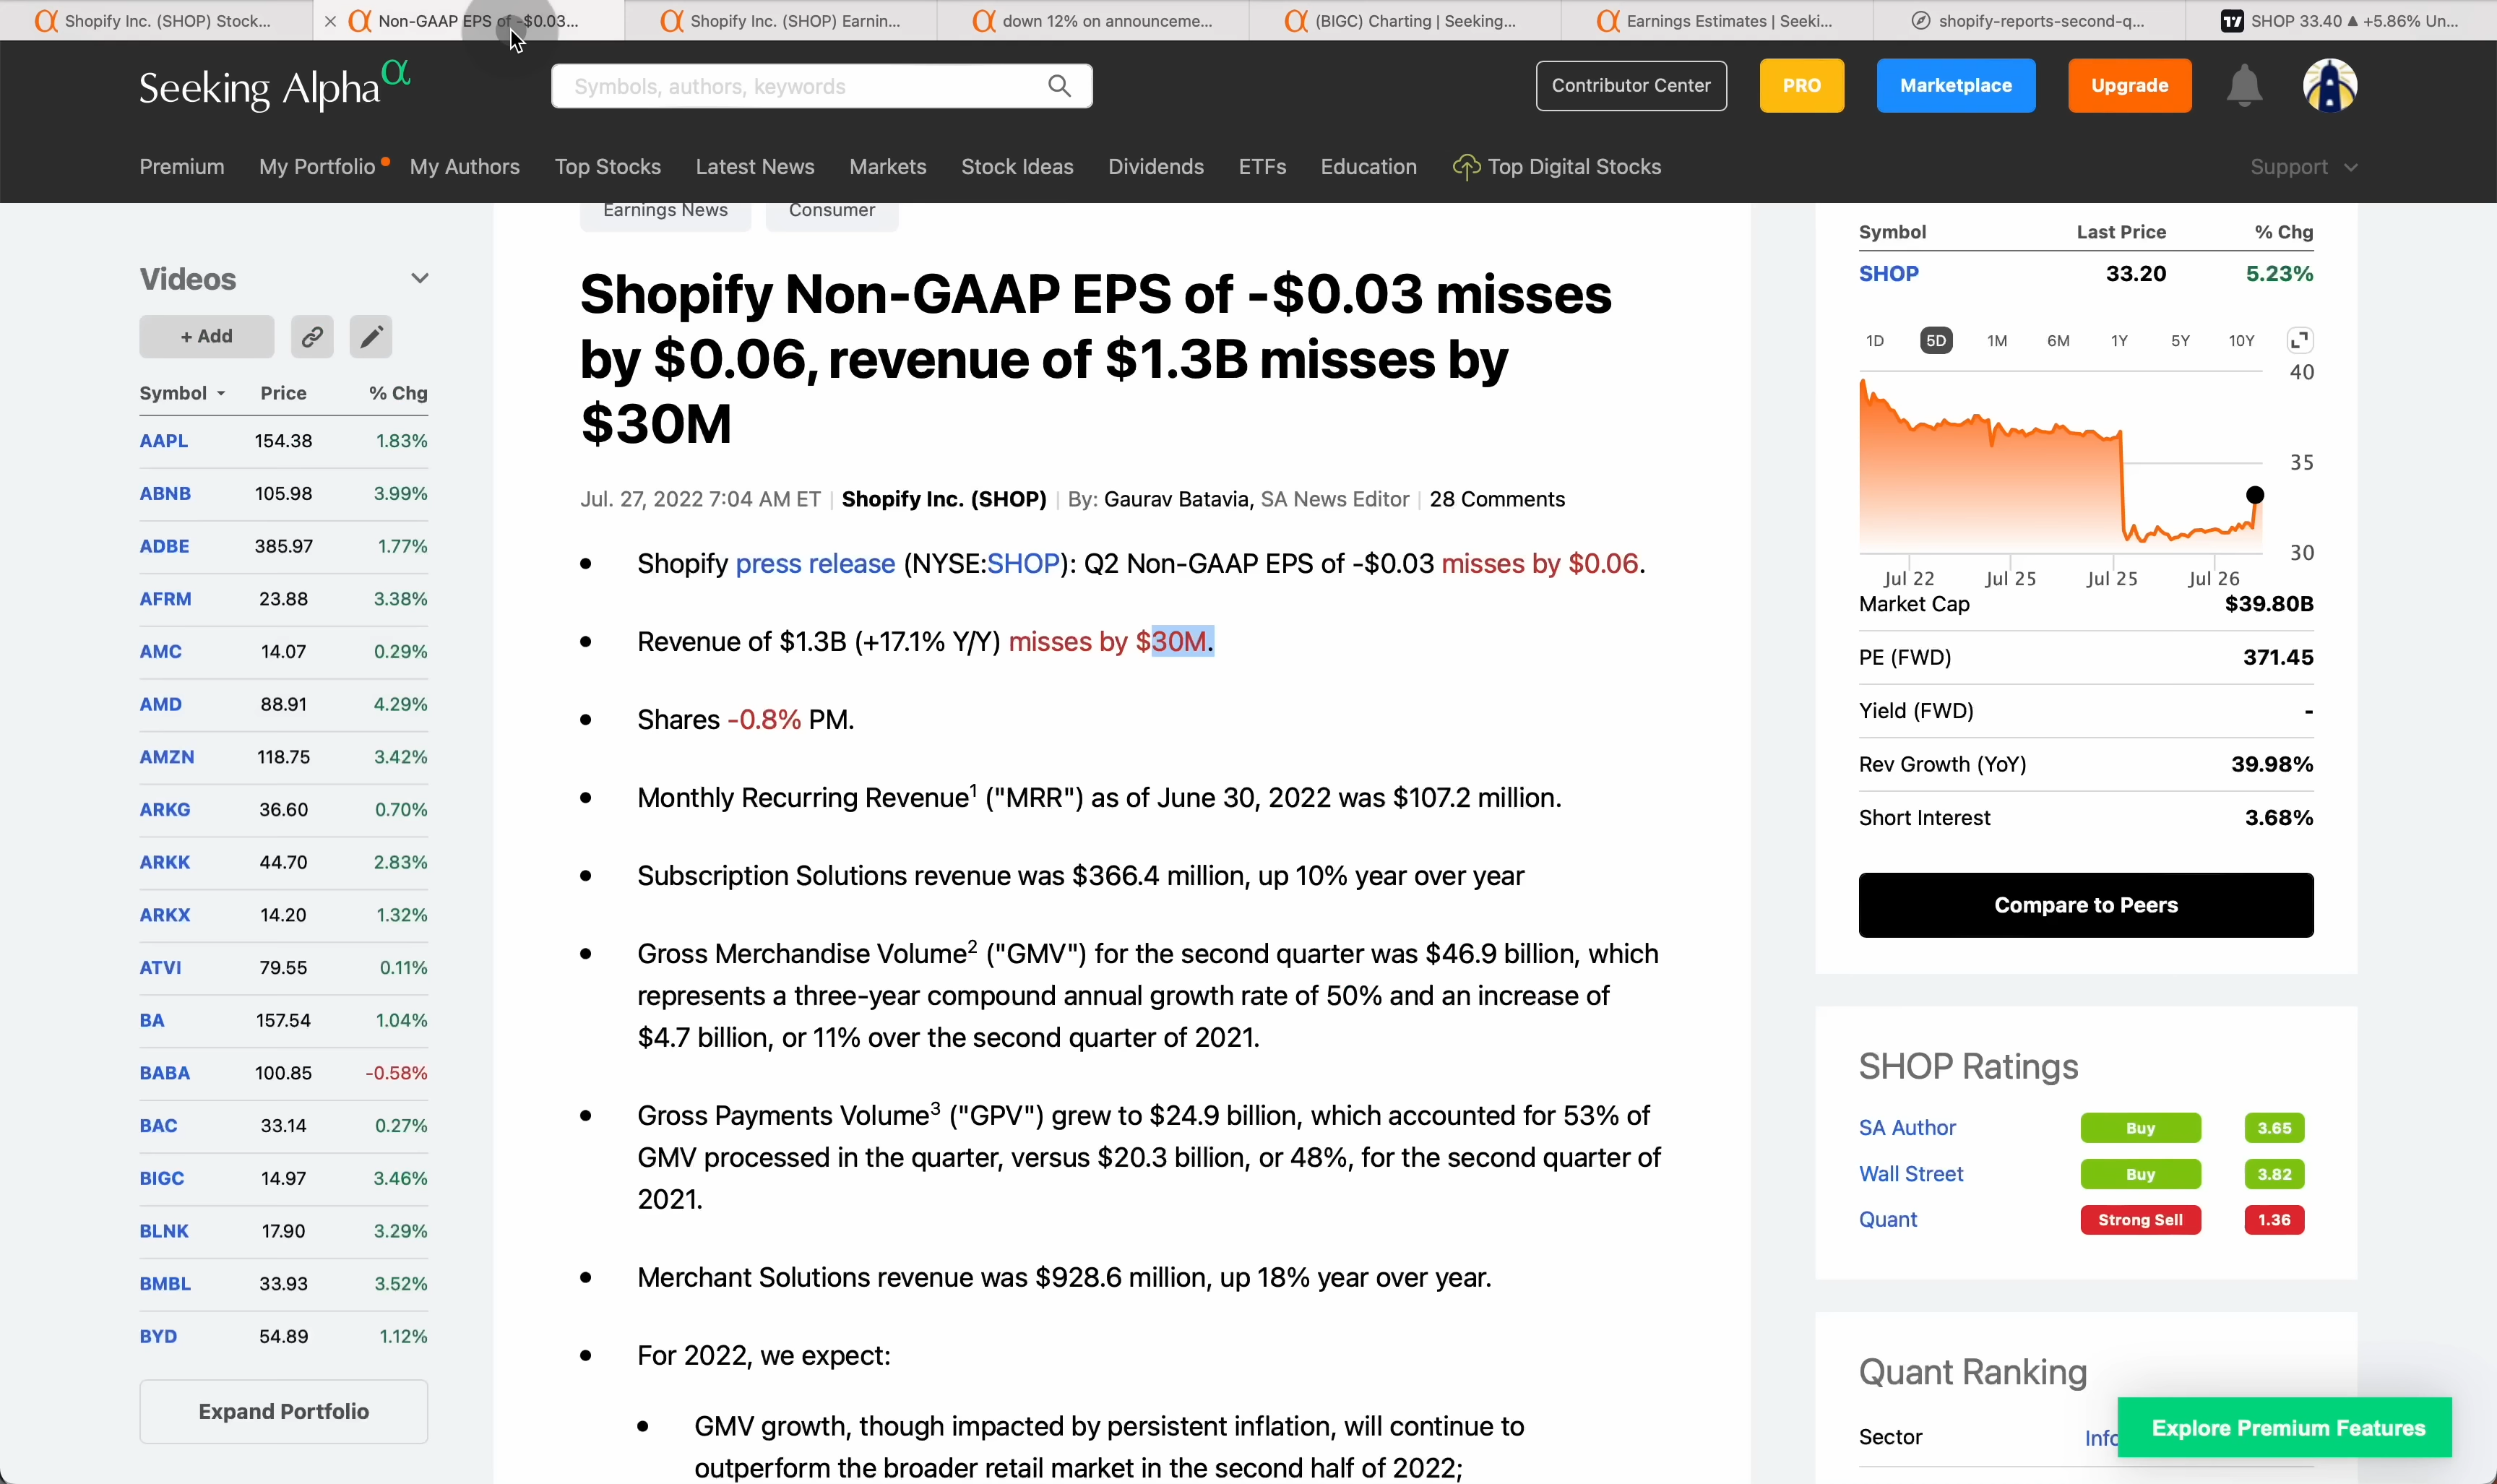 Shopify Inc. (SHOP) Stock...
Non-GAAP EPS of -$0.03...
Shopify Inc. (SHOP) Earnin...
down 12% on announceme...
(BIGC) Charting | Seeking...
Earnings Estimates | Seeki...
shopify-reports-second-q...
SHOP 33.40 ▲ +5.86% Un...
Seeking Alpha α
Symbols, authors, keywords
Contributor Center
PRO
Marketplace
Upgrade
Premium
My Portfolio
My Authors
Top Stocks
Latest News
Markets
Stock Ideas
Dividends
ETFs
Education
Top Digital Stocks
Support
Videos
+ Add
Symbol Price % Chg
AAPL 154.38 1.83%
ABNB 105.98 3.99%
ADBE 385.97 1.77%
AFRM 23.88 3.38%
AMC 14.07 0.29%
AMD 88.91 4.29%
AMZN 118.75 3.42%
ARKG 36.60 0.70%
ARKK 44.70 2.83%
ARKX 14.20 1.32%
ATVI 79.55 0.11%
BA 157.54 1.04%
BABA 100.85 -0.58%
BAC 33.14 0.27%
BIGC 14.97 3.46%
BLNK 17.90 3.29%
BMBL 33.93 3.52%
BYD 54.89 1.12%
Expand Portfolio
Earnings News
Consumer
Shopify Non-GAAP EPS of -$0.03 misses
by $0.06, revenue of $1.3B misses by
$30M
Jul. 27, 2022 7:04 AM ET | Shopify Inc. (SHOP) | By: Gaurav Batavia, SA News Editor | 28 Comments
• Shopify press release (NYSE:SHOP): Q2 Non-GAAP EPS of -$0.03 misses by $0.06.
• Revenue of $1.3B (+17.1% Y/Y) misses by $30M.
• Shares -0.8% PM.
• Monthly Recurring Revenue1 ("MRR") as of June 30, 2022 was $107.2 million.
• Subscription Solutions revenue was $366.4 million, up 10% year over year
• Gross Merchandise Volume2 ("GMV") for the second quarter was $46.9 billion, which
represents a three-year compound annual growth rate of 50% and an increase of
$4.7 billion, or 11% over the second quarter of 2021.
• Gross Payments Volume3 ("GPV") grew to $24.9 billion, which accounted for 53% of
GMV processed in the quarter, versus $20.3 billion, or 48%, for the second quarter of
2021.
• Merchant Solutions revenue was $928.6 million, up 18% year over year.
• For 2022, we expect:
• GMV growth, though impacted by persistent inflation, will continue to
outperform the broader retail market in the second half of 2022;
Symbol Last Price % Chg
SHOP 33.20 5.23%
1D 5D 1M 6M 1Y 5Y 10Y
40
35
30
Jul 22 Jul 25 Jul 25 Jul 26
Market Cap $39.80B
PE (FWD) 371.45
Yield (FWD) -
Rev Growth (YoY) 39.98%
Short Interest 3.68%
Compare to Peers
SHOP Ratings
SA Author Buy 3.65
Wall Street Buy 3.82
Quant Strong Sell 1.36
Quant Ranking
Sector
Explore Premium Features